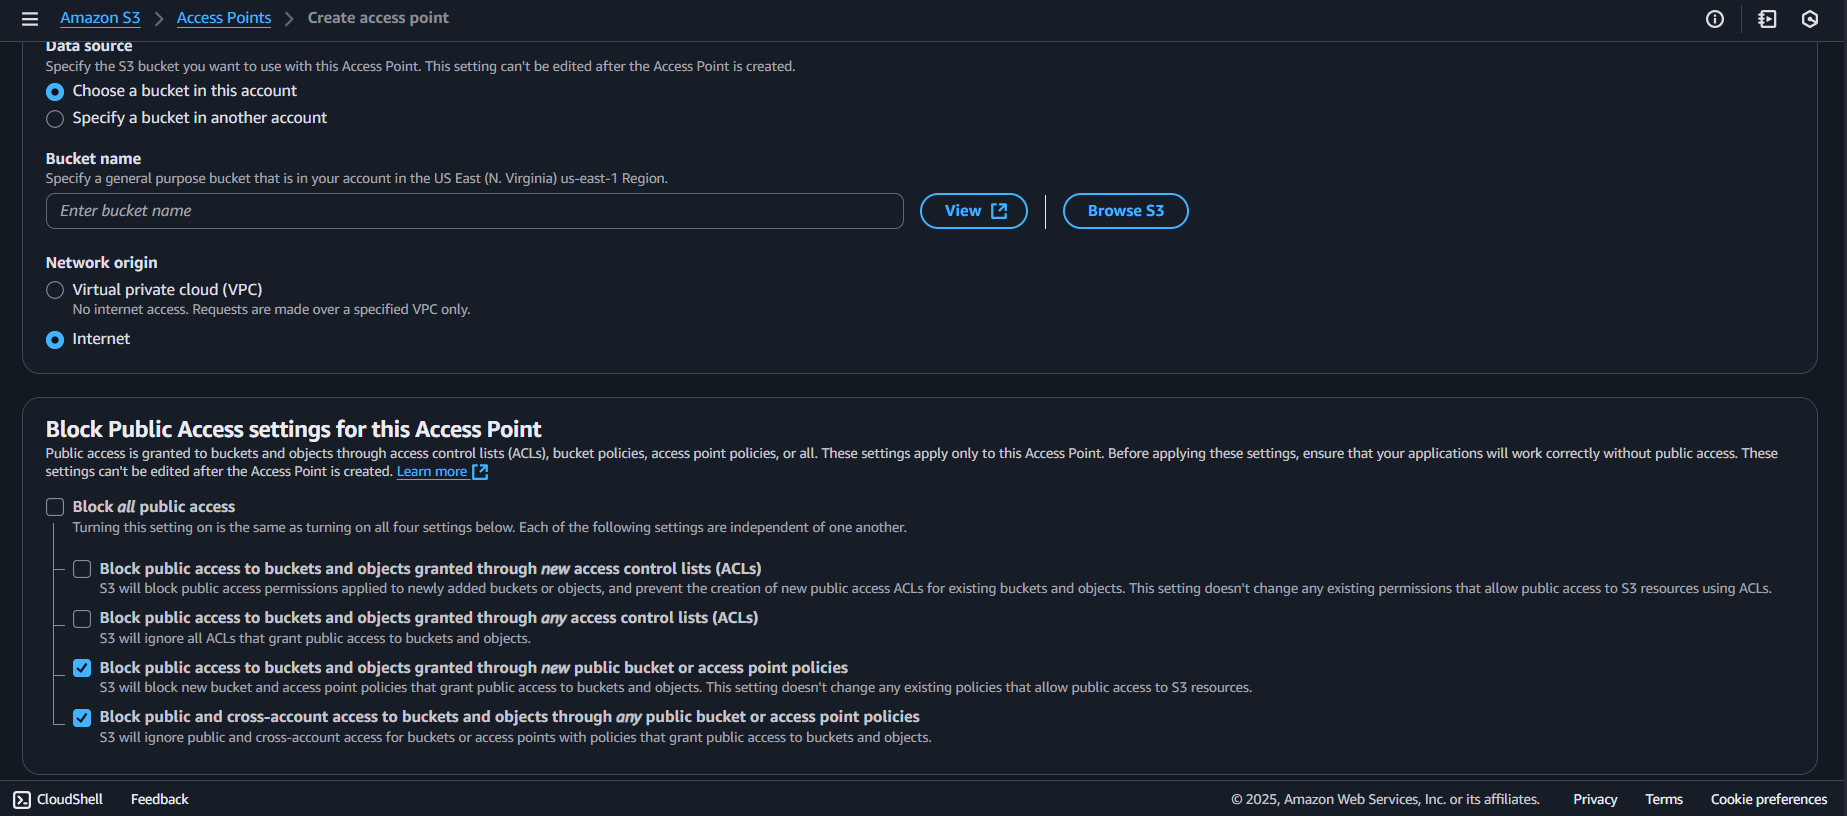 Amazon S3 > Access Points > Create access point
Data source
Specify the S3 bucket you want to use with this Access Point. This setting can't be edited after the Access Point is created.
Choose a bucket in this account
Specify a bucket in another account
Bucket name
Specify a general purpose bucket that is in your account in the US East (N. Virginia) us-east-1 Region.
Enter bucket name
View
Browse S3
Network origin
Virtual private cloud (VPC)
No internet access. Requests are made over a specified VPC only.
Internet
Block Public Access settings for this Access Point
Public access is granted to buckets and objects through access control lists (ACLs), bucket policies, access point policies, or all. These settings apply only to this Access Point. Before applying these settings, ensure that your applications will work correctly without public access. These
settings can't be edited after the Access Point is created. Learn more
Block all public access
Turning this setting on is the same as turning on all four settings below. Each of the following settings are independent of one another.
Block public access to buckets and objects granted through new access control lists (ACLs)
S3 will block public access permissions applied to newly added buckets or objects, and prevent the creation of new public access ACLs for existing buckets and objects. This setting doesn't change any existing permissions that allow public access to S3 resources using ACLs.
Block public access to buckets and objects granted through any access control lists (ACLs)
S3 will ignore all ACLs that grant public access to buckets and objects.
Block public access to buckets and objects granted through new public bucket or access point policies
S3 will block new bucket and access point policies that grant public access to buckets and objects. This setting doesn't change any existing policies that allow public access to S3 resources.
Block public and cross-account access to buckets and objects through any public bucket or access point policies
S3 will ignore public and cross-account access for buckets or access points with policies that grant public access to buckets and objects.
CloudShell
Feedback
© 2025, Amazon Web Services, Inc. or its affiliates.
Privacy
Terms
Cookie preferences